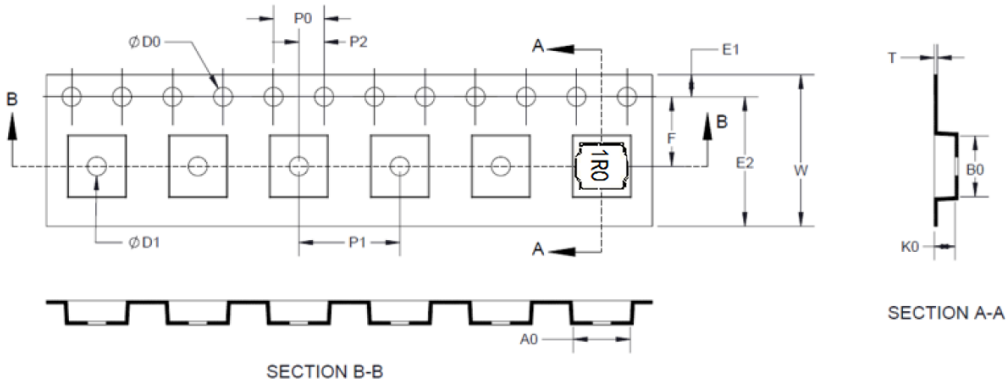 P0
ØD0
P2
A
E1
T
B
B
F
1R0
E2
W
B0
ØD1
P1
A
K0
A0
SECTION A-A
SECTION B-B